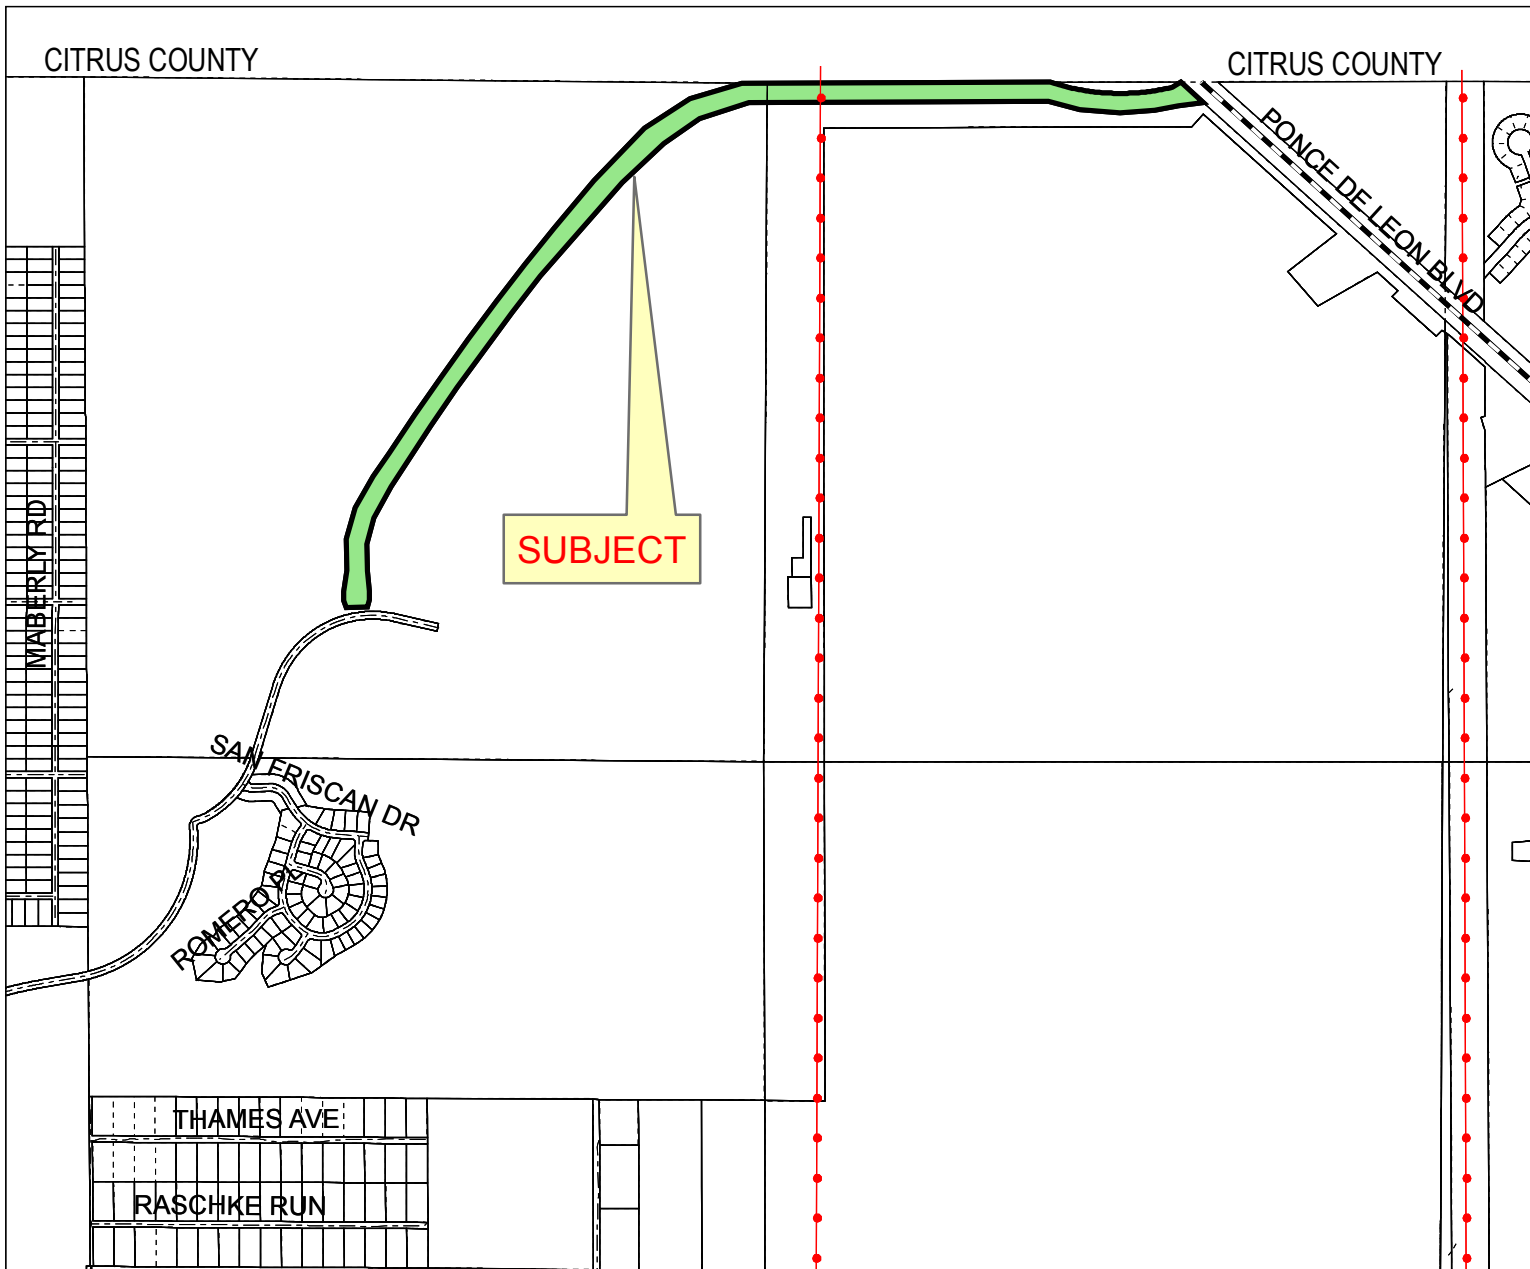 CITRUS COUNTY
CITRUS COUNTY
PONCE DE LEON BLVD
SUBJECT
MABERLY RD
SAN FRISCAN DR
ROMERO PL
THAMES AVE
RASCHKE RUN